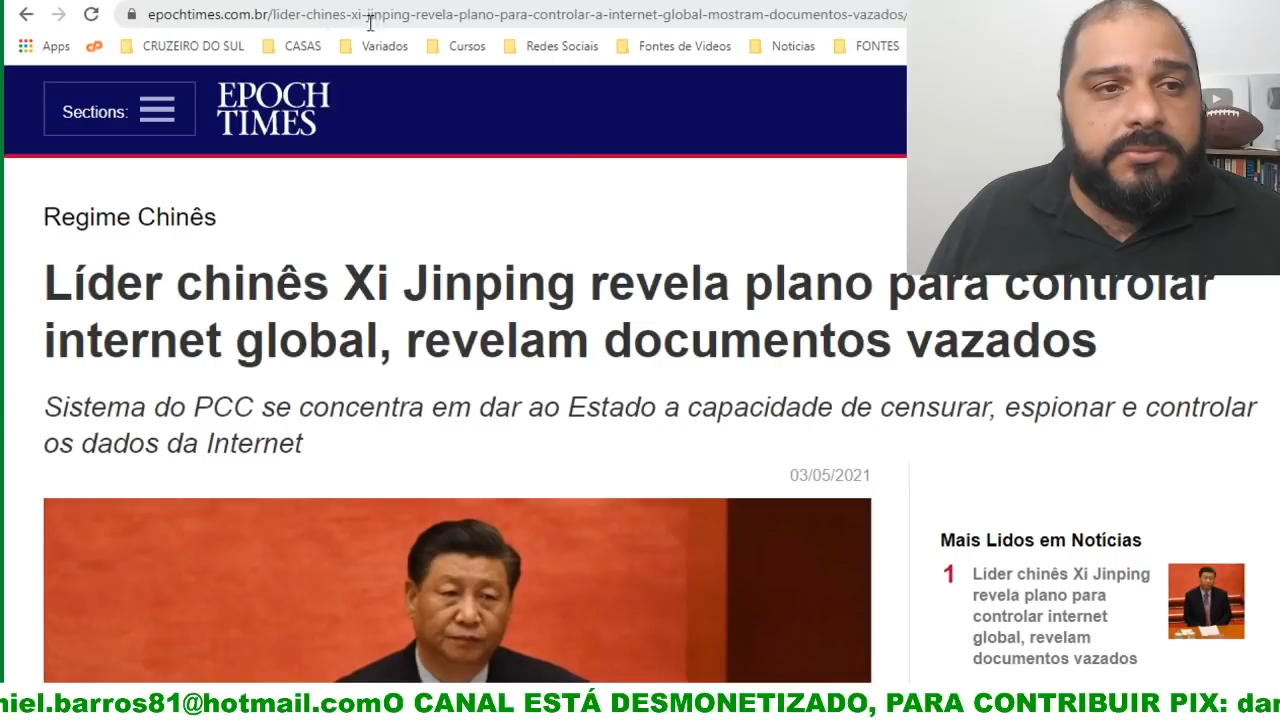 epochtimes.com.br/lider-chines-xi-jinping-revela-plano-para-controlar-a-internet-global-mostram-documentos-vazados/
Apps
CRUZEIRO DO SUL
CASAS
Variados
Cursos
Redes Sociais
Fontes de Videos
Noticias
FONTES
Sections:
EPOCH
TIMES
Regime Chinês
Líder chinês Xi Jinping revela plano para controlar
internet global, revelam documentos vazados
Sistema do PCC se concentra em dar ao Estado a capacidade de censurar, espionar e controlar
os dados da Internet
03/05/2021
Mais Lidos em Notícias
1
Líder chinês Xi Jinping
revela plano para
controlar internet
global, revelam
documentos vazados
niel.barros81@hotmail.comO CANAL ESTÁ DESMONETIZADO, PARA CONTRIBUIR PIX: dan